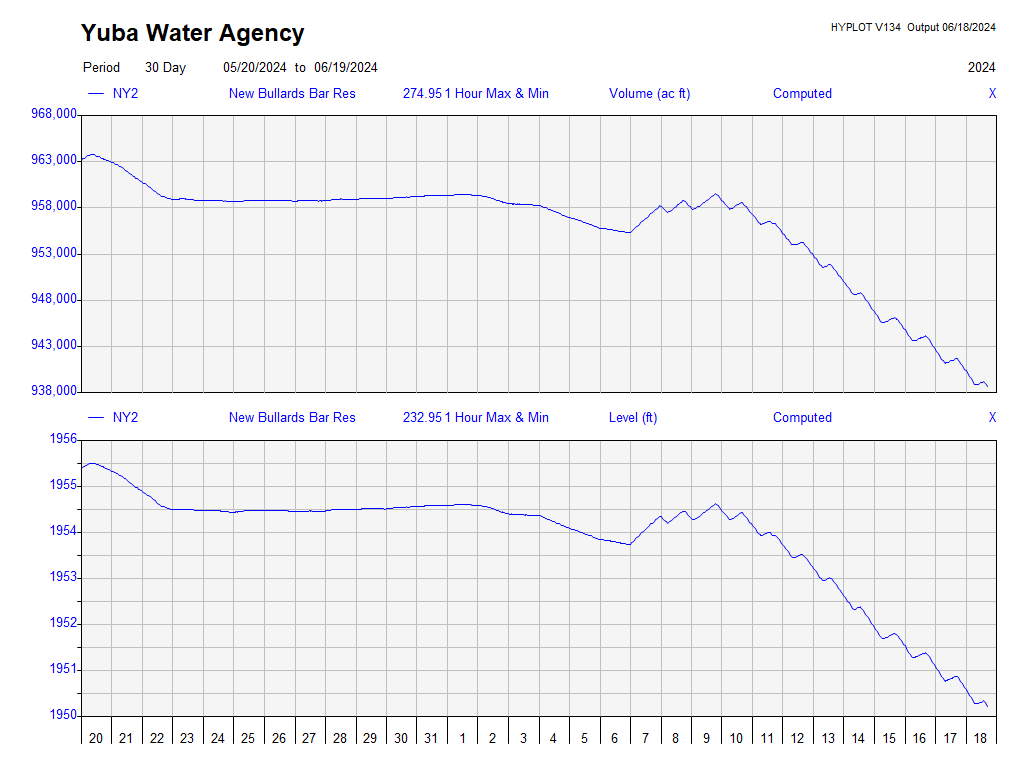 Yuba Water Agency
HYPLOT V134 Output 06/18/2024
Period 30 Day 05/20/2024 to 06/19/2024 2024
NY2 New Bullards Bar Res 274.95 1 Hour Max & Min Volume (ac ft) Computed X
968,000
963,000
958,000
953,000
948,000
943,000
938,000
NY2 New Bullards Bar Res 232.95 1 Hour Max & Min Level (ft) Computed X
1956
1955
1954
1953
1952
1951
1950
20 21 22 23 24 25 26 27 28 29 30 31 1 2 3 4 5 6 7 8 9 10 11 12 13 14 15 16 17 18